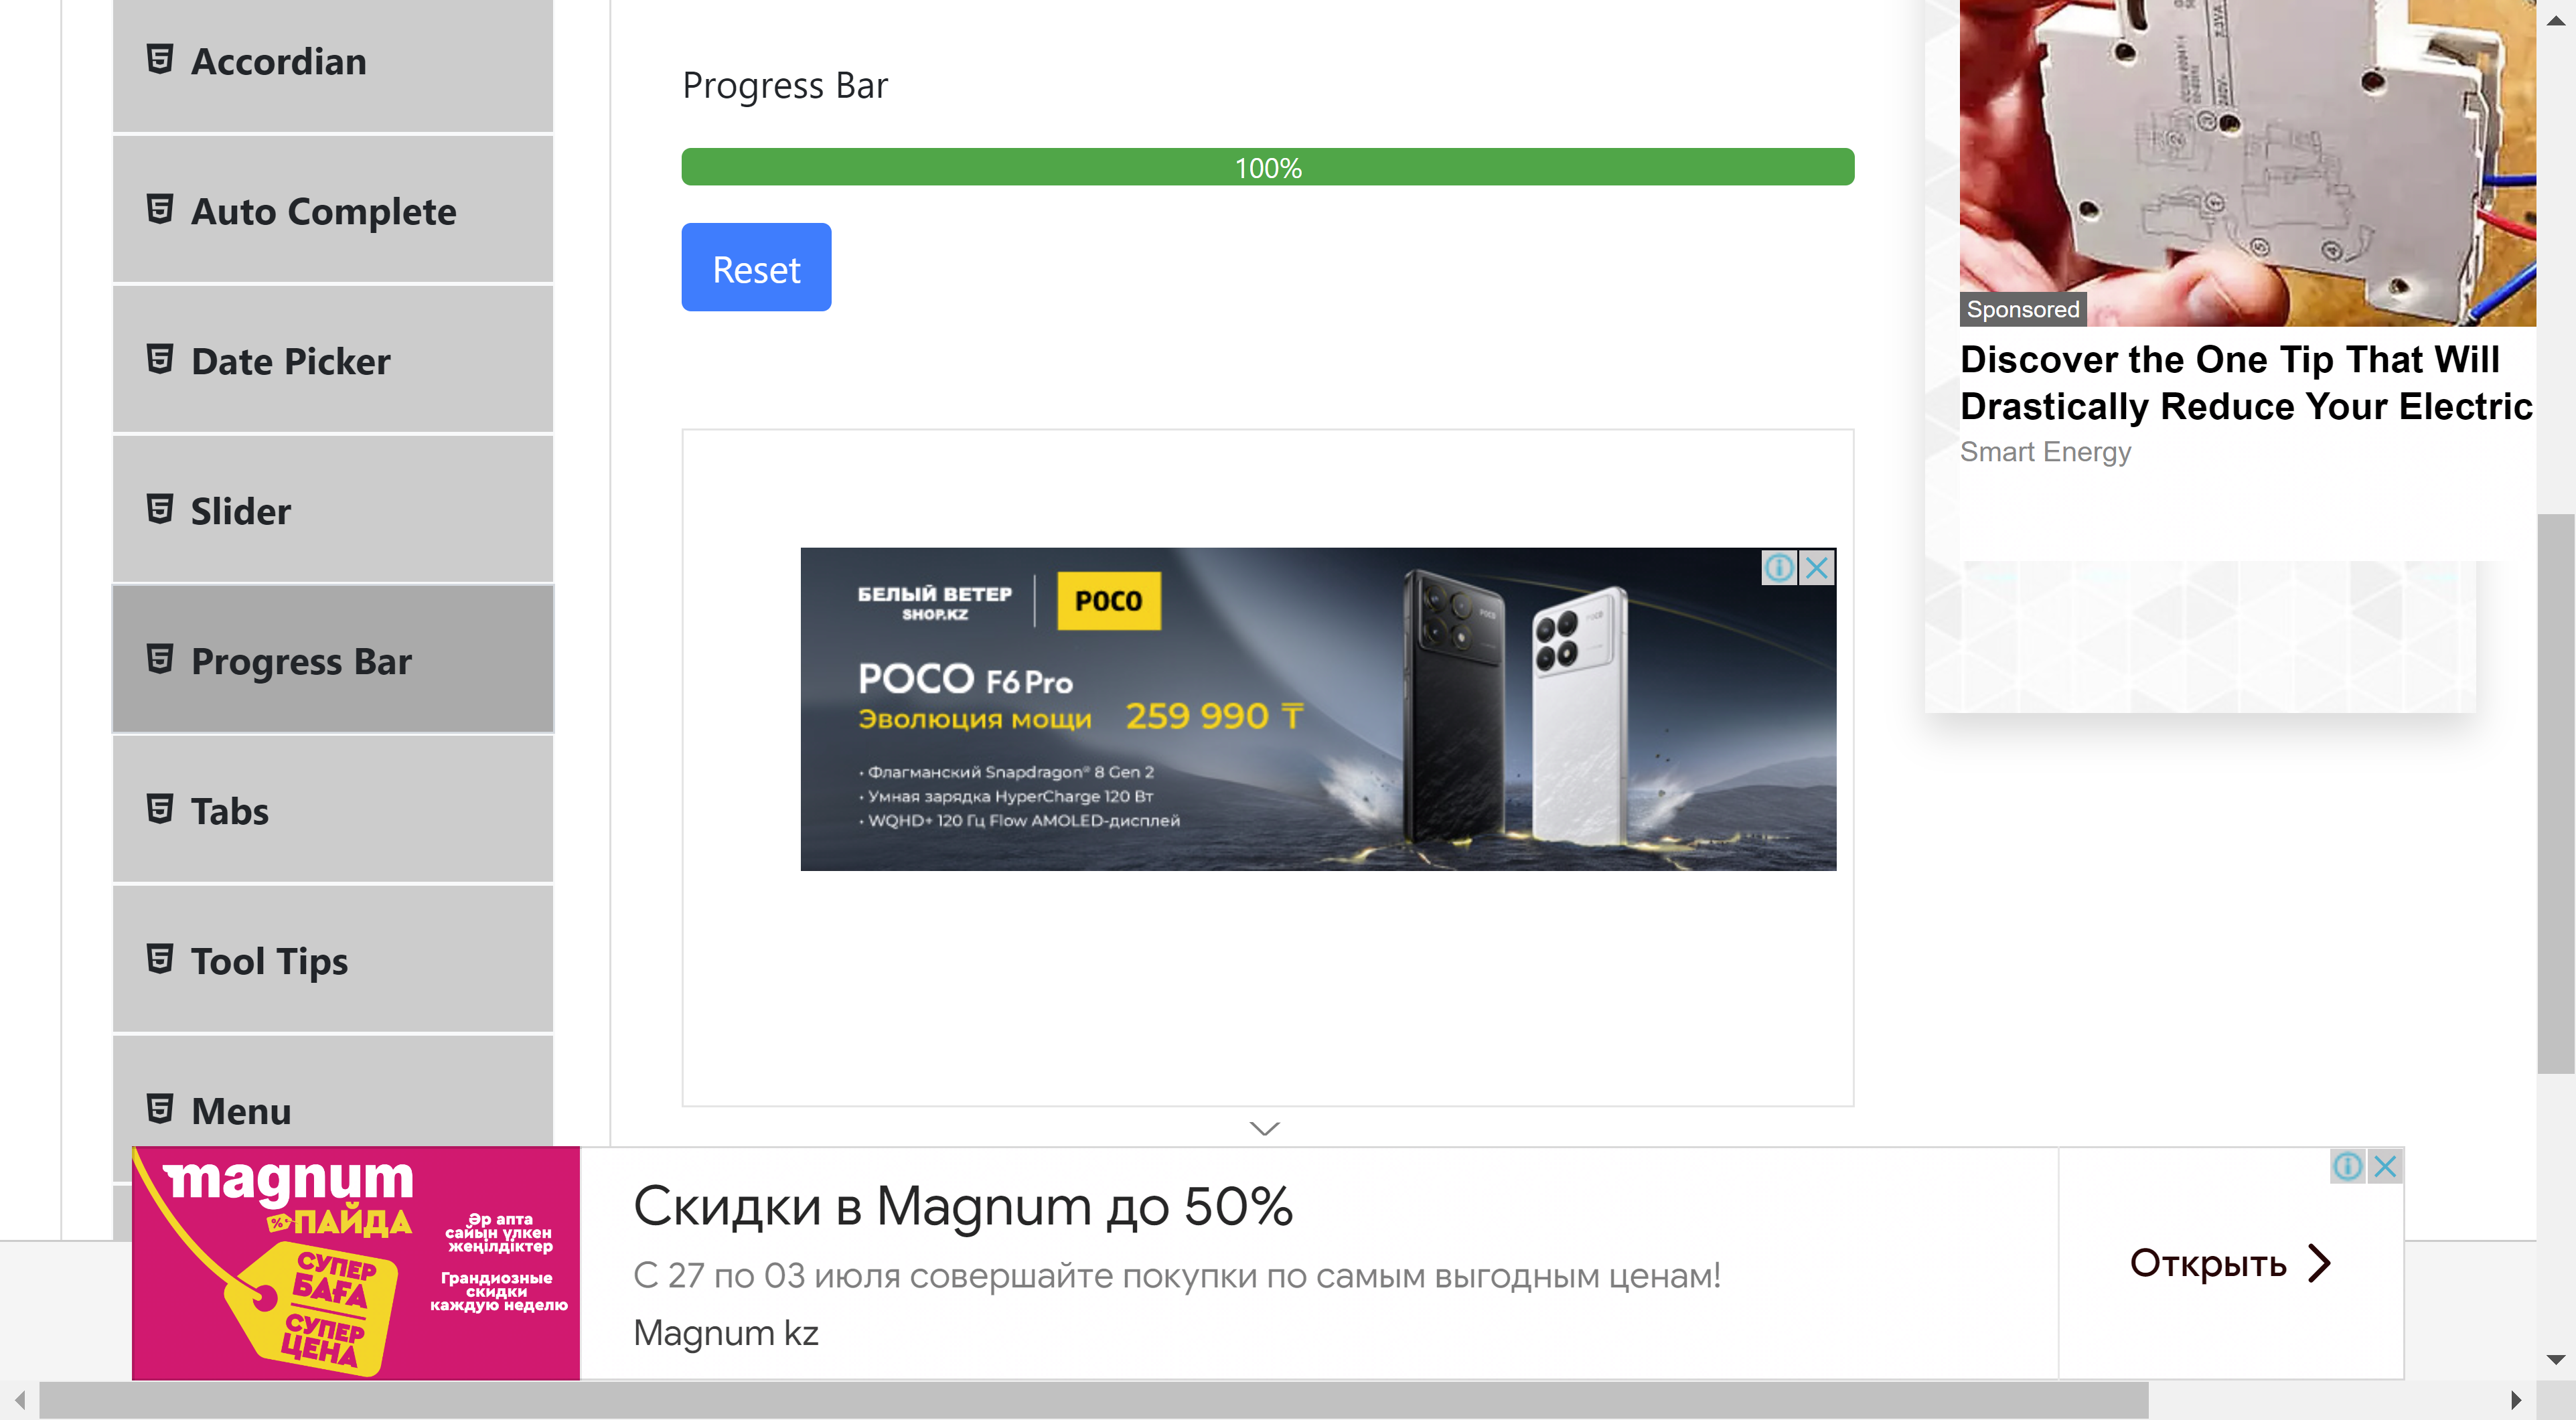 Accordian
Auto Complete
Date Picker
Slider
Progress Bar
Tabs
Tool Tips
Menu
Progress Bar
100%
Reset
БЕЛЫЙ ВЕТЕР
SHOP.KZ
POCO
POCO F6 Pro
Эволюция мощи 259 990 ₸
• Флагманский Snapdragon® 8 Gen 2
• Умная зарядка HyperCharge 120 Вт
• WQHD+ 120 Гц Flow AMOLED-дисплей
Sponsored
Discover the One Tip That Will
Drastically Reduce Your Electric
Smart Energy
magnum
ПАЙДА
СУПЕР
БАҒА
СУПЕР
ЦЕНА
Әр апта
сайын үлкен
жеңілдіктер
Грандиозные
скидки
каждую неделю
Скидки в Magnum до 50%
С 27 по 03 июля совершайте покупки по самым выгодным ценам!
Magnum kz
Открыть